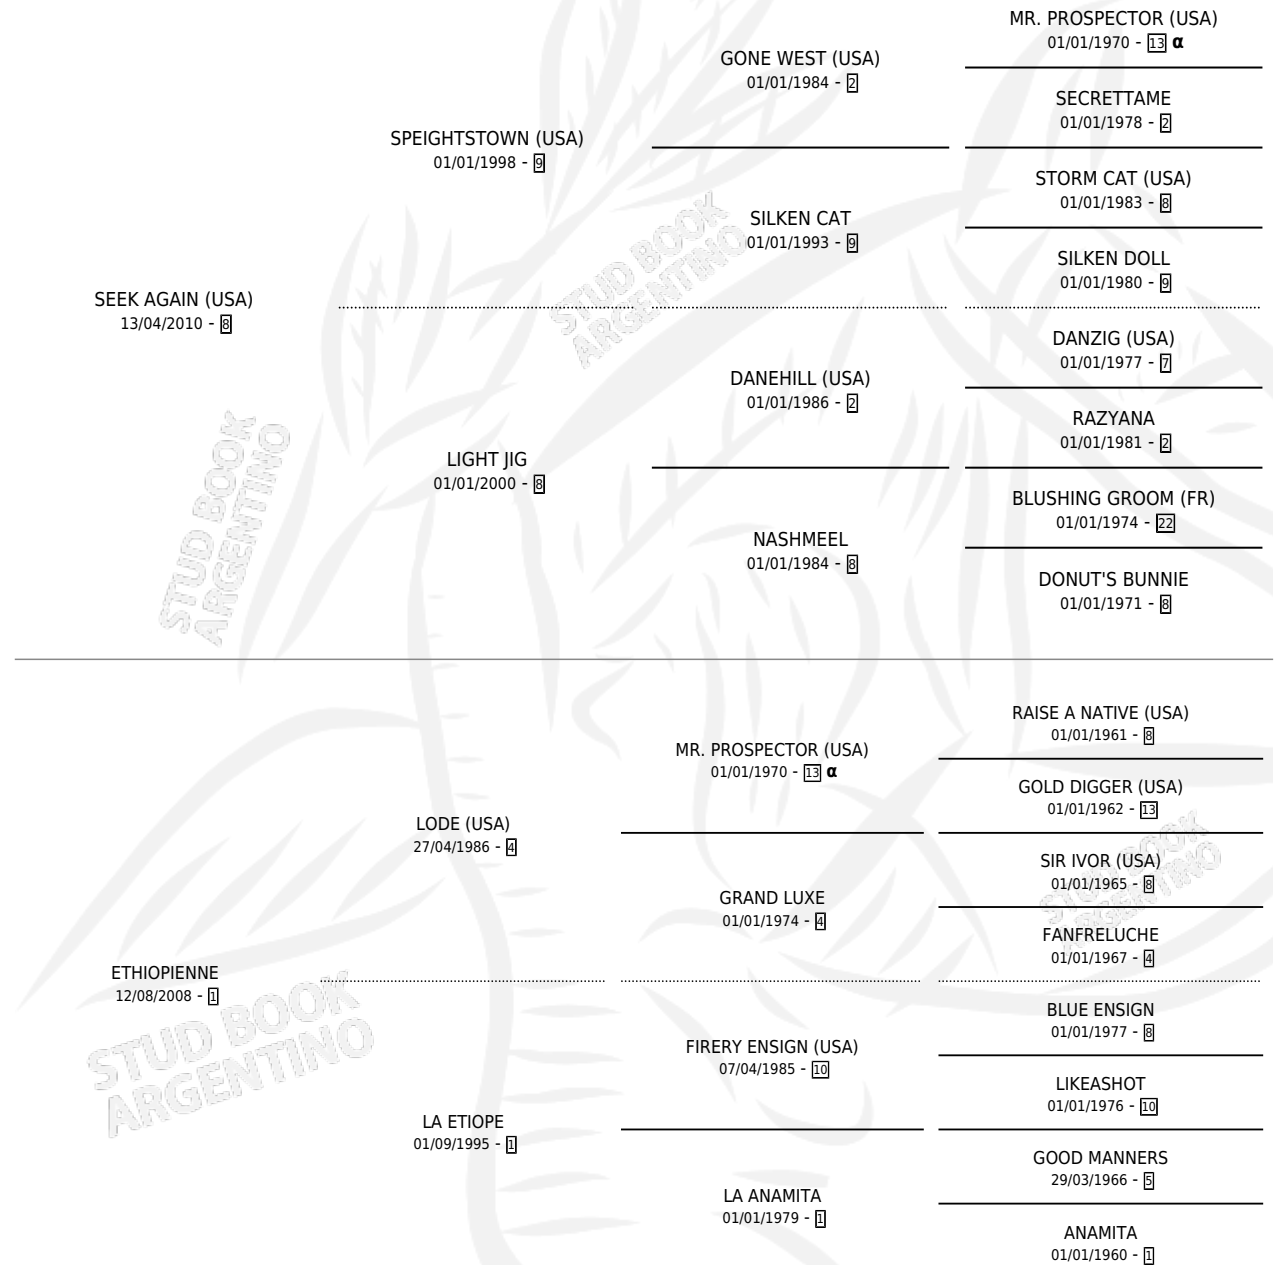 MR. PROSPECTOR (USA)
01/01/1970 - 13 α
GONE WEST (USA)
01/01/1984 - 2
SECRETTAME
01/01/1978 - 2
SPEIGHTSTOWN (USA)
01/01/1998 - 9
STORM CAT (USA)
01/01/1983 - 8
SILKEN CAT
01/01/1993 - 9
SILKEN DOLL
01/01/1980 - 9
SEEK AGAIN (USA)
13/04/2010 - 8
DANZIG (USA)
01/01/1977 - 7
DANEHILL (USA)
01/01/1986 - 2
RAZYANA
01/01/1981 - 2
LIGHT JIG
01/01/2000 - 8
BLUSHING GROOM (FR)
01/01/1974 - 22
NASHMEEL
01/01/1984 - 8
DONUT'S BUNNIE
01/01/1971 - 8
RAISE A NATIVE (USA)
01/01/1961 - 8
MR. PROSPECTOR (USA)
01/01/1970 - 13 α
GOLD DIGGER (USA)
01/01/1962 - 13
LODE (USA)
27/04/1986 - 4
SIR IVOR (USA)
01/01/1965 - 8
GRAND LUXE
01/01/1974 - 4
FANFRELUCHE
01/01/1967 - 4
ETHIOPIENNE
12/08/2008 - 1
BLUE ENSIGN
01/01/1977 - 8
FIRERY ENSIGN (USA)
07/04/1985 - 10
LIKEASHOT
01/01/1976 - 10
LA ETIOPE
01/09/1995 - 1
GOOD MANNERS
29/03/1966 - 5
LA ANAMITA
01/01/1979 - 1
ANAMITA
01/01/1960 - 1
STUD BOOK
ARGENTINO
STUD BOOK
ARGENTINO
STUD BOOK
ARGENTINO
STUD BOOK
ARGENTINO